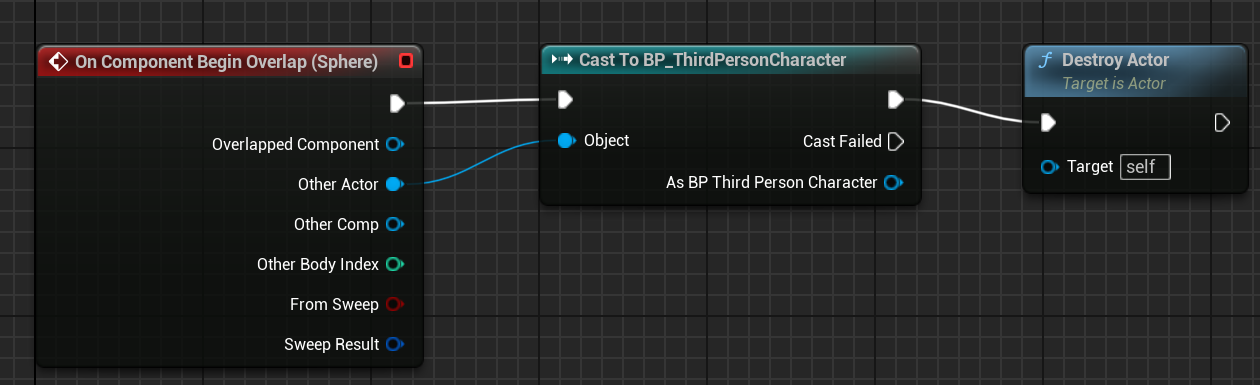 On Component Begin Overlap (Sphere)
Overlapped Component
Other Actor
Other Comp
Other Body Index
From Sweep
Sweep Result
Cast To BP_ThirdPersonCharacter
Object
Cast Failed
As BP Third Person Character
f Destroy Actor
Target is Actor
Target self